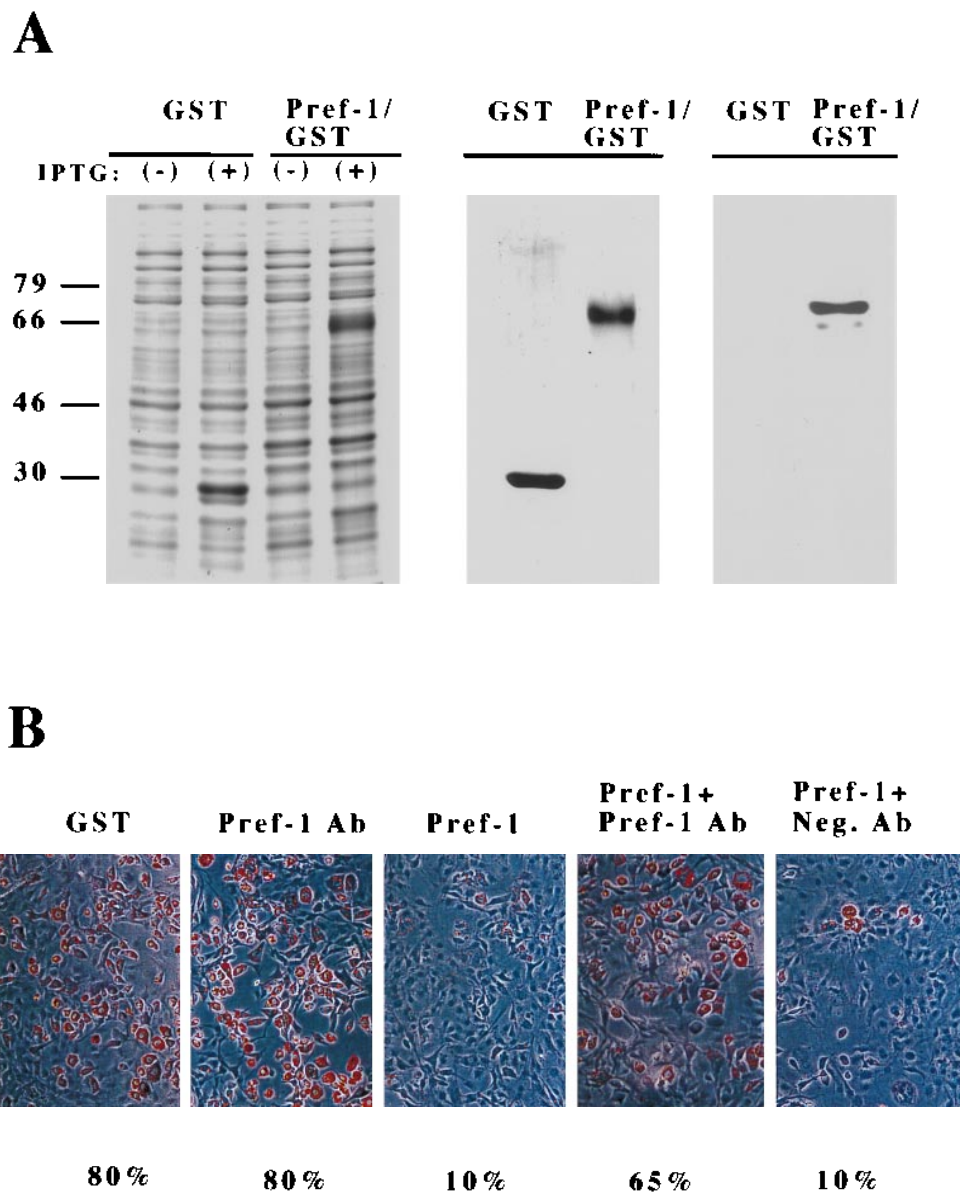 A
GST Pref-1/ GST Pref-1/ GST Pref-1/
GST GST GST
IPTG: (-) (+) (-) (+)
79
66
46
30
B
Pref-1+ Pref-1+
GST Pref-1 Ab Pref-1 Pref-1 Ab Neg. Ab
80% 80% 10% 65% 10%